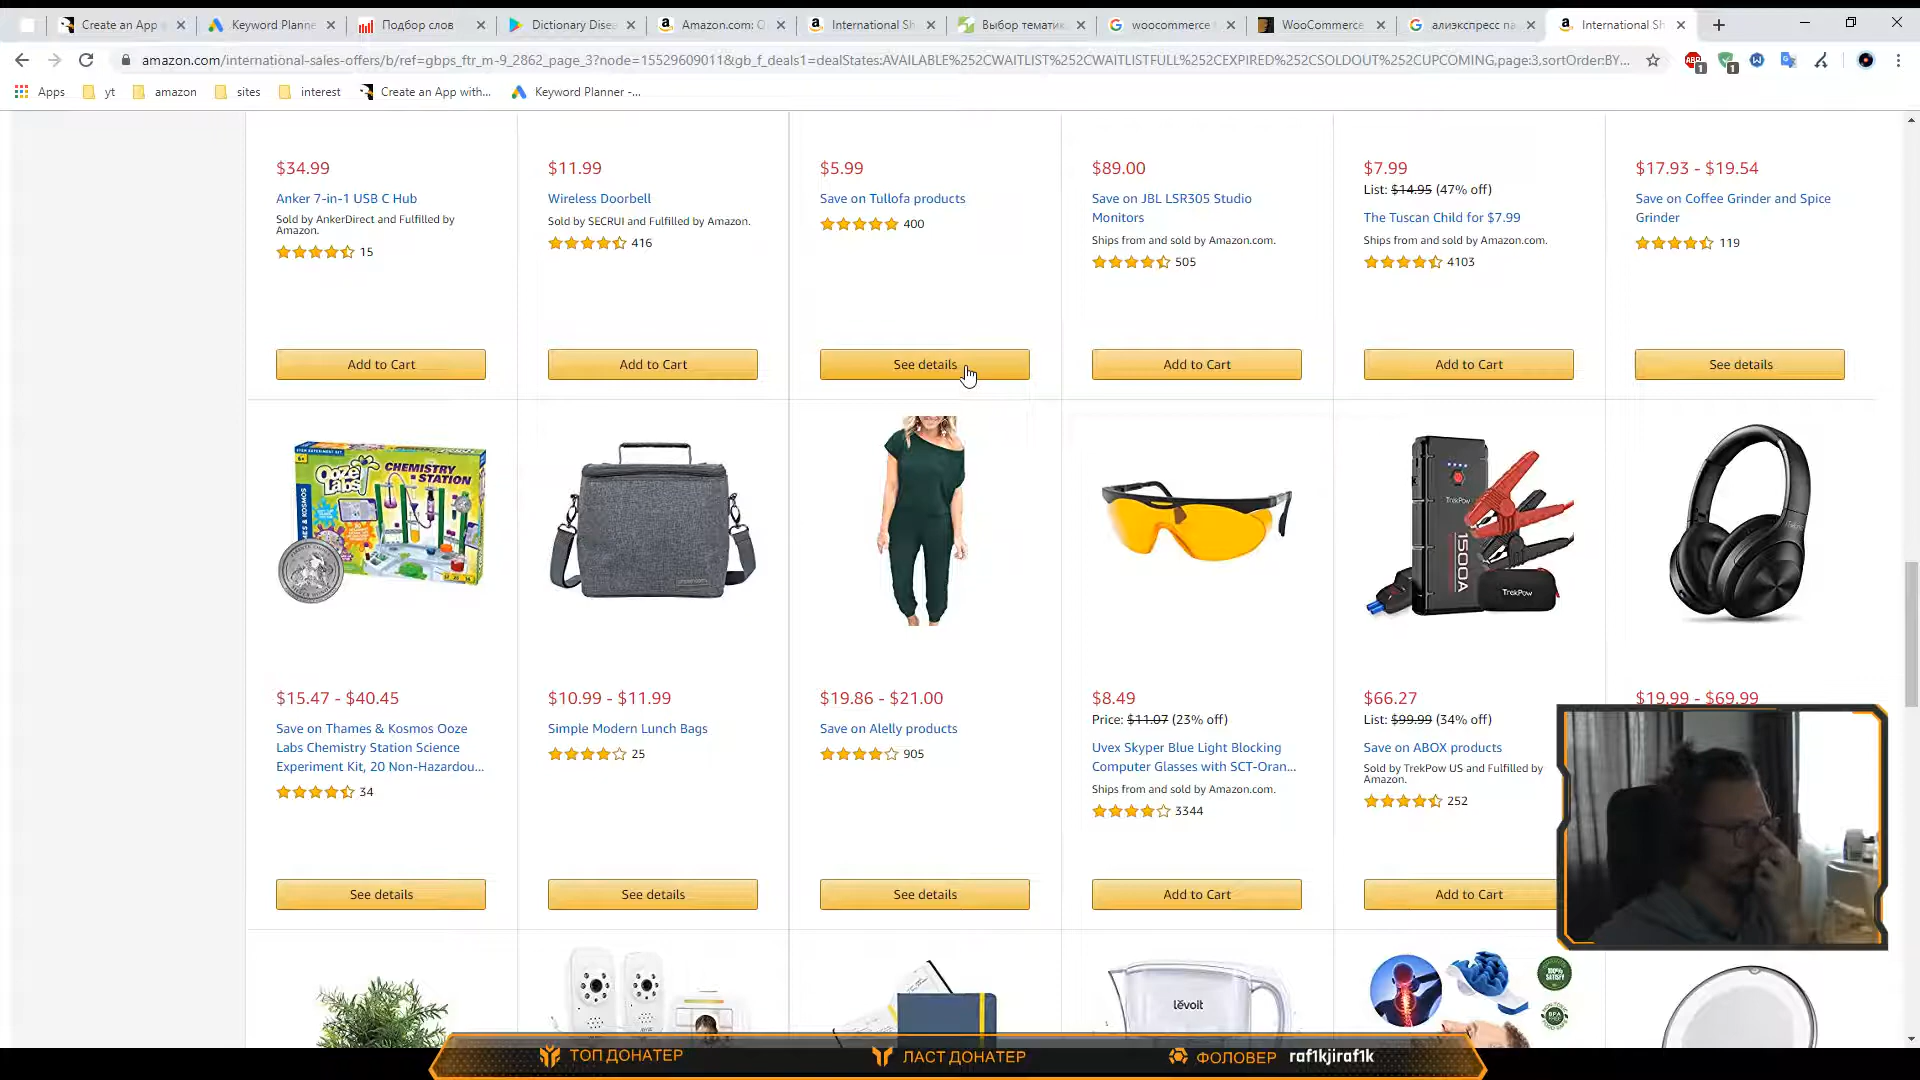 Create an App
Keyword Planne
Подбор слов
Dictionary Dise
Amazon.com: O
International Sh
Выбор тематик
woocommerce
WooCommerce
алиэкспресс па
International Sh
amazon.com/international-sales-offers/b/ref=gbps_ftr_m-9_2862_page_3?node=15529609011&gb_f_deals1=dealStates:AVAILABLE%252CWAITLIST%252CWAITLISTFULL%252CEXPIRED%252CSOLDOUT%252CUPCOMING,page:3,sortOrder:BY...
Apps
yt
amazon
sites
interest
Create an App with...
Keyword Planner -...
$34.99
Anker 7-in-1 USB C Hub
Sold by AnkerDirect and Fulfilled by
Amazon.
15
Add to Cart
$11.99
Wireless Doorbell
Sold by SECRUI and Fulfilled by Amazon.
416
Add to Cart
$5.99
Save on Tullofa products
400
See details
$89.00
Save on JBL LSR305 Studio
Monitors
Ships from and sold by Amazon.com.
505
Add to Cart
$7.99
List: $14.95 (47% off)
The Tuscan Child for $7.99
Ships from and sold by Amazon.com.
4103
Add to Cart
$17.93 - $19.54
Save on Coffee Grinder and Spice
Grinder
119
See details
Ooze
Labs
CHEMISTRY
STATION
$15.47 - $40.45
Save on Thames & Kosmos Ooze
Labs Chemistry Station Science
Experiment Kit, 20 Non-Hazardou...
34
See details
$10.99 - $11.99
Simple Modern Lunch Bags
25
See details
$19.86 - $21.00
Save on Alelly products
905
See details
$8.49
Price: $11.07 (23% off)
Uvex Skyper Blue Light Blocking
Computer Glasses with SCT-Oran...
Ships from and sold by Amazon.com.
3344
Add to Cart
TrekPow
1500A
TrekPow
$66.27
List: $99.99 (34% off)
Save on ABOX products
Sold by TrekPow US and Fulfilled by
Amazon.
252
Add to Cart
$19.99 - $69.99
levoit
100%
BPA
ТОП ДОНАТЕР
ЛАСТ ДОНАТЕР
ФОЛОВЕР raf1kjiraf1k